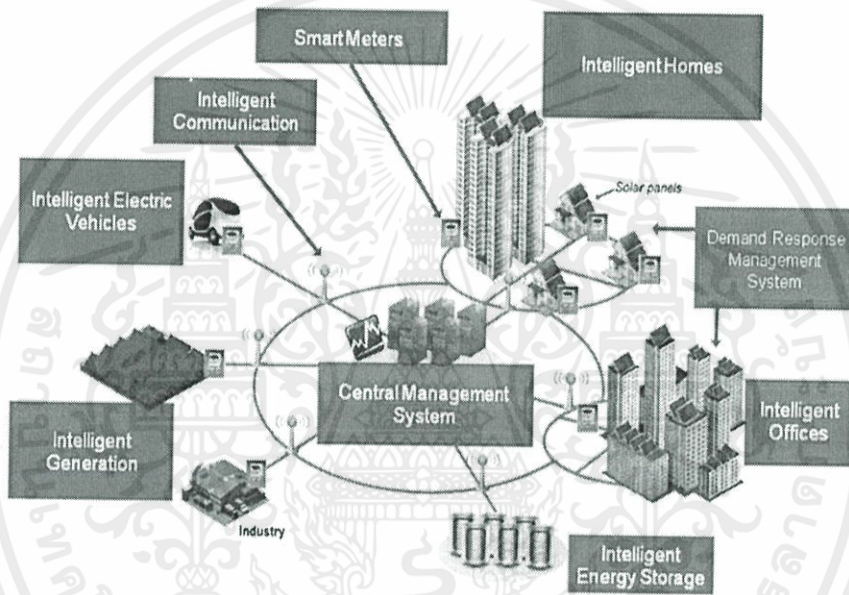 Smart Meters
Intelligent Homes
Intelligent
Communication
Intelligent Electric
Vehicles
Solar panels
Demand Response
Management
System
Central Management
System
Intelligent
Offices
Intelligent
Generation
Industry
Intelligent
Energy Storage